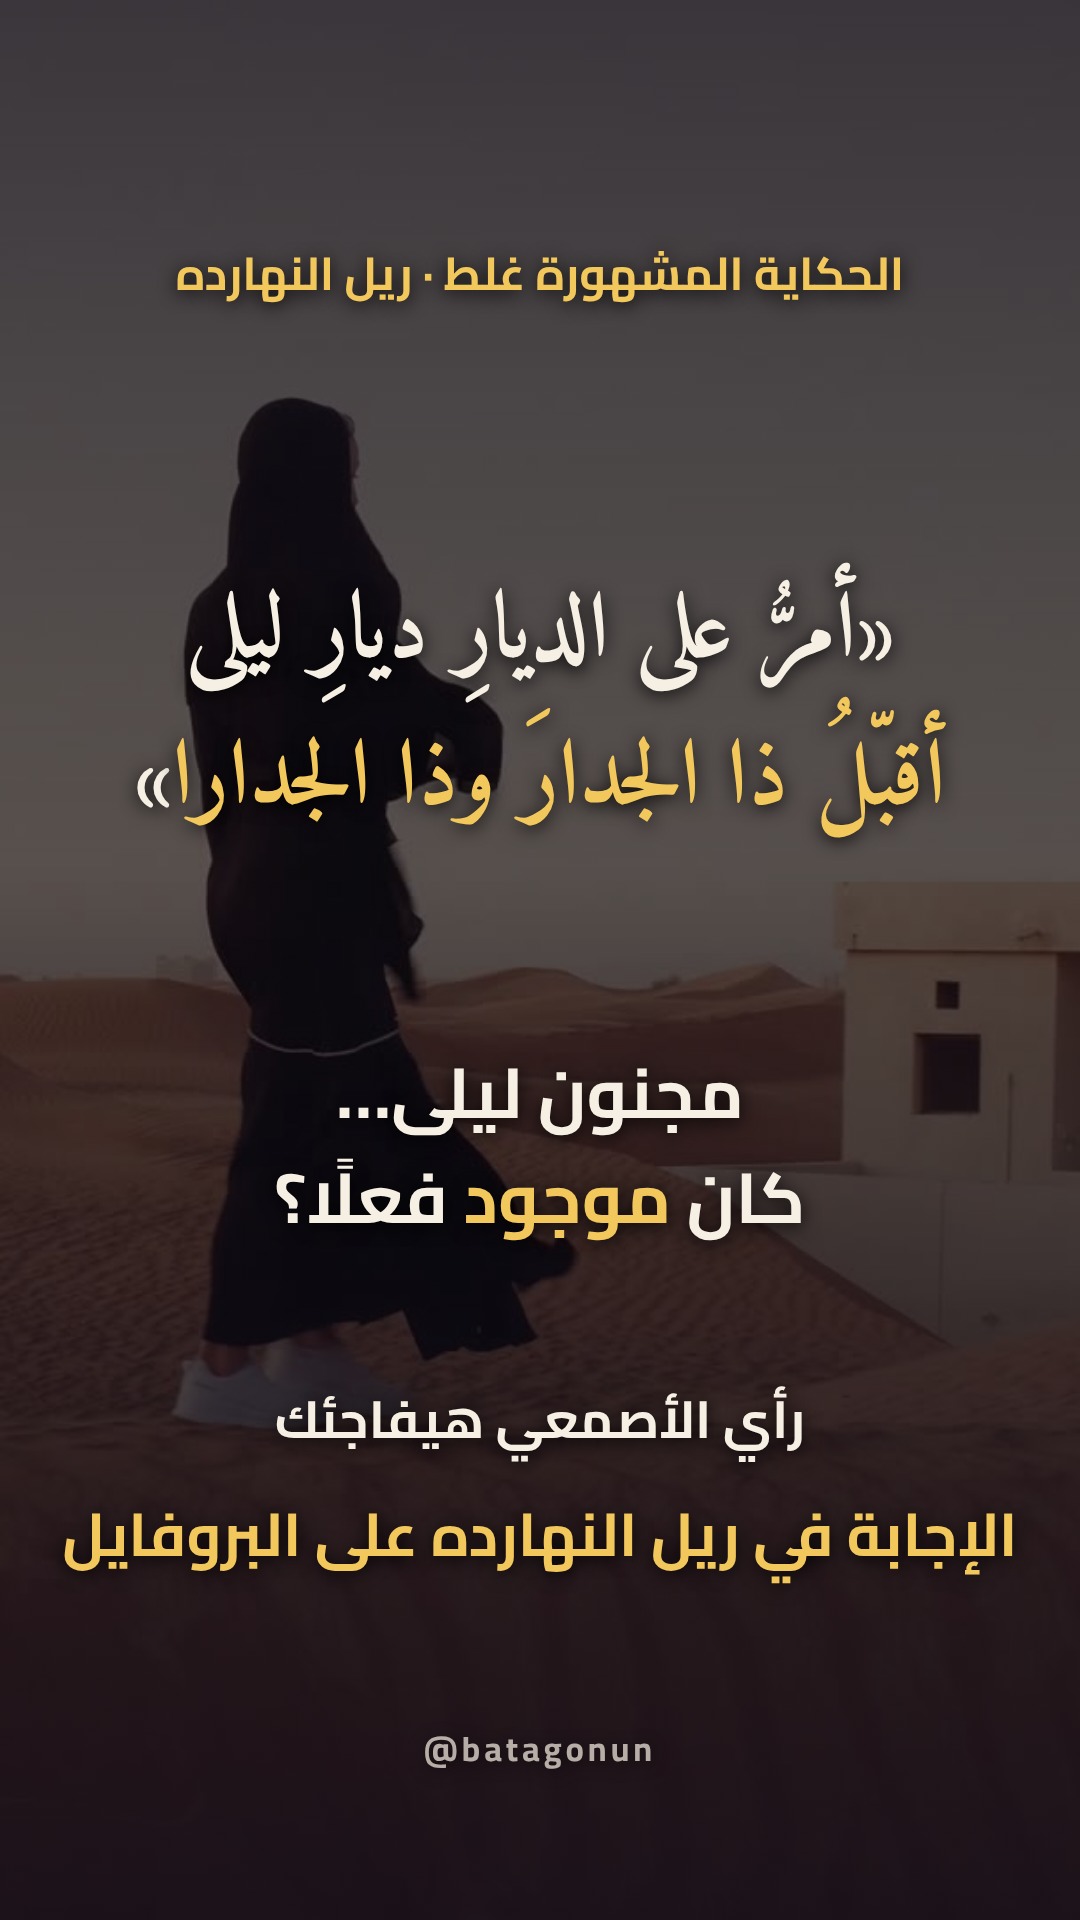 الحكاية المشهورة غلط · ريل النهارده
«أمرُّ على الديارِ ديارِ ليلى
أقبّلُ ذا الجدارَ وذا الجدارا»
مجنون ليلى...
كان موجود فعلًا؟
رأي الأصمعي هيفاجئك
الإجابة في ريل النهارده على البروفايل
@batagonun